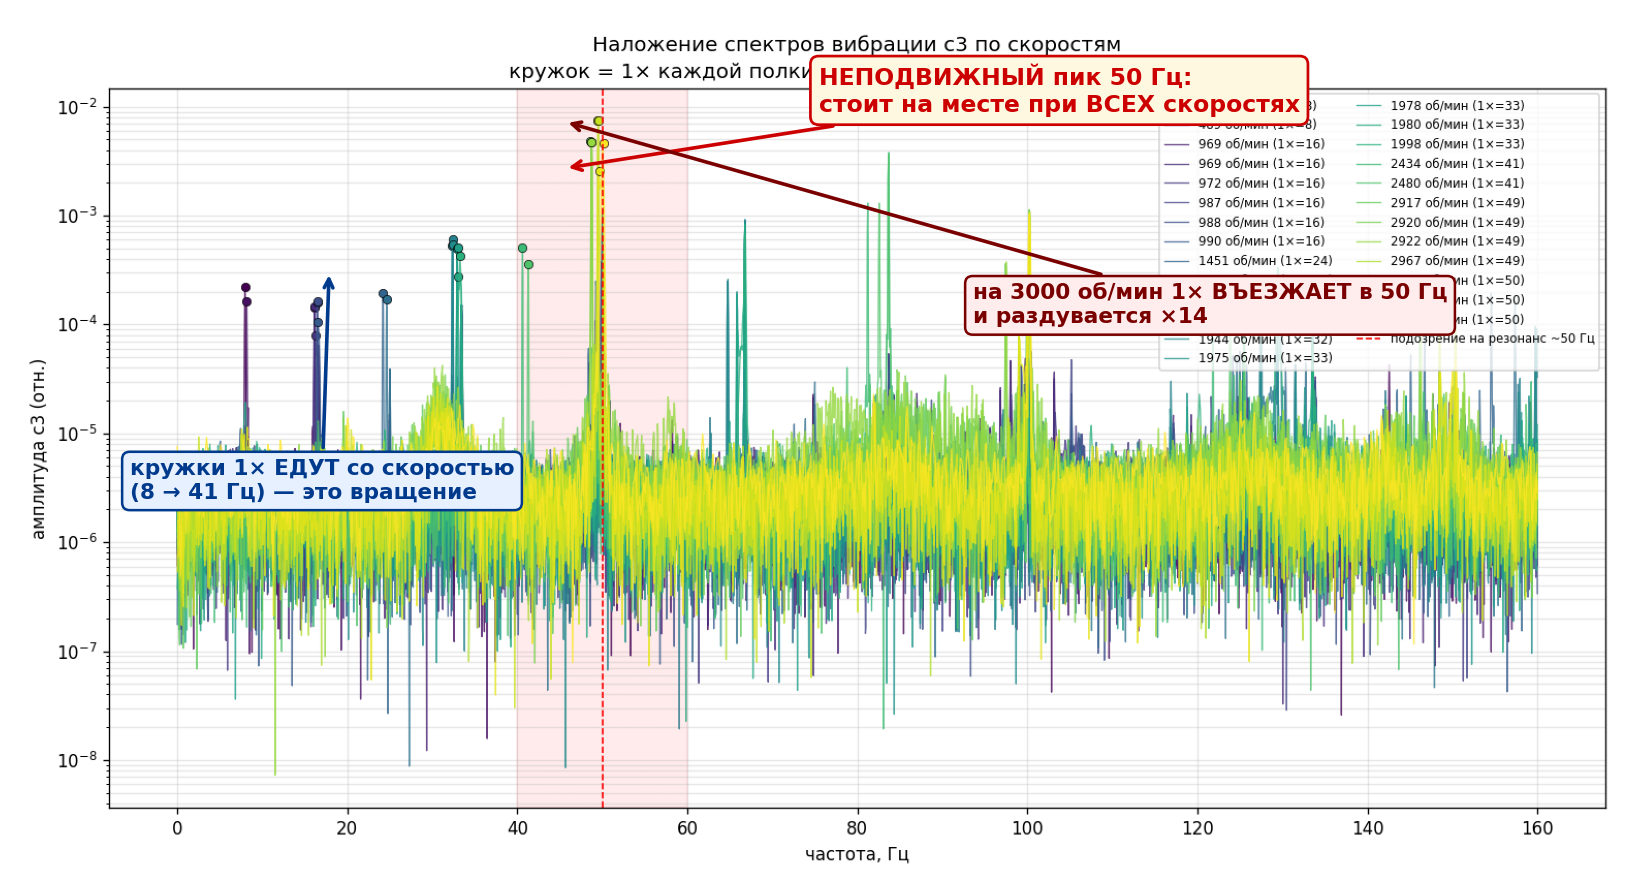 Наложение спектров вибрации c3 по скоростям
кружок = 1× каждой полки
НЕПОДВИЖНЫЙ пик 50 Гц:
стоит на месте при ВСЕХ скоростях
969 об/мин (1×=16)
969 об/мин (1×=16)
972 об/мин (1×=16)
987 об/мин (1×=16)
988 об/мин (1×=16)
990 об/мин (1×=16)
1451 об/мин (1×=24)
1944 об/мин (1×=32)
1975 об/мин (1×=33)
1978 об/мин (1×=33)
1980 об/мин (1×=33)
1998 об/мин (1×=33)
2434 об/мин (1×=41)
2480 об/мин (1×=41)
2917 об/мин (1×=49)
2920 об/мин (1×=49)
2922 об/мин (1×=49)
2967 об/мин (1×=49)
(1×=50)
(1×=50)
(1×=50)
подозрение на резонанс ~50 Гц
на 3000 об/мин 1× ВЪЕЗЖАЕТ в 50 Гц
и раздувается ×14
кружки 1× ЕДУТ со скоростью
(8 → 41 Гц) — это вращение
амплитуда c3 (отн.)
10⁻²
10⁻³
10⁻⁴
10⁻⁵
10⁻⁶
10⁻⁷
10⁻⁸
0 20 40 60 80 100 120 140 160
частота, Гц